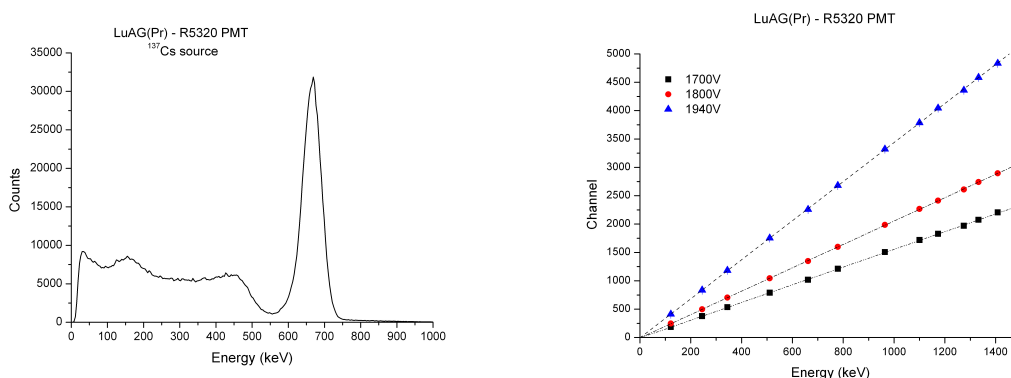 LuAG(Pr) - R5320 PMT
137Cs source
35000
30000
25000
20000
15000
10000
5000
0
Counts
0 100 200 300 400 500 600 700 800 900 1000
Energy (keV)
LuAG(Pr) - R5320 PMT
1700V
1800V
1940V
5000
4500
4000
3500
3000
2500
2000
1500
1000
500
0
Channel
0 200 400 600 800 1000 1200 1400
Energy (keV)